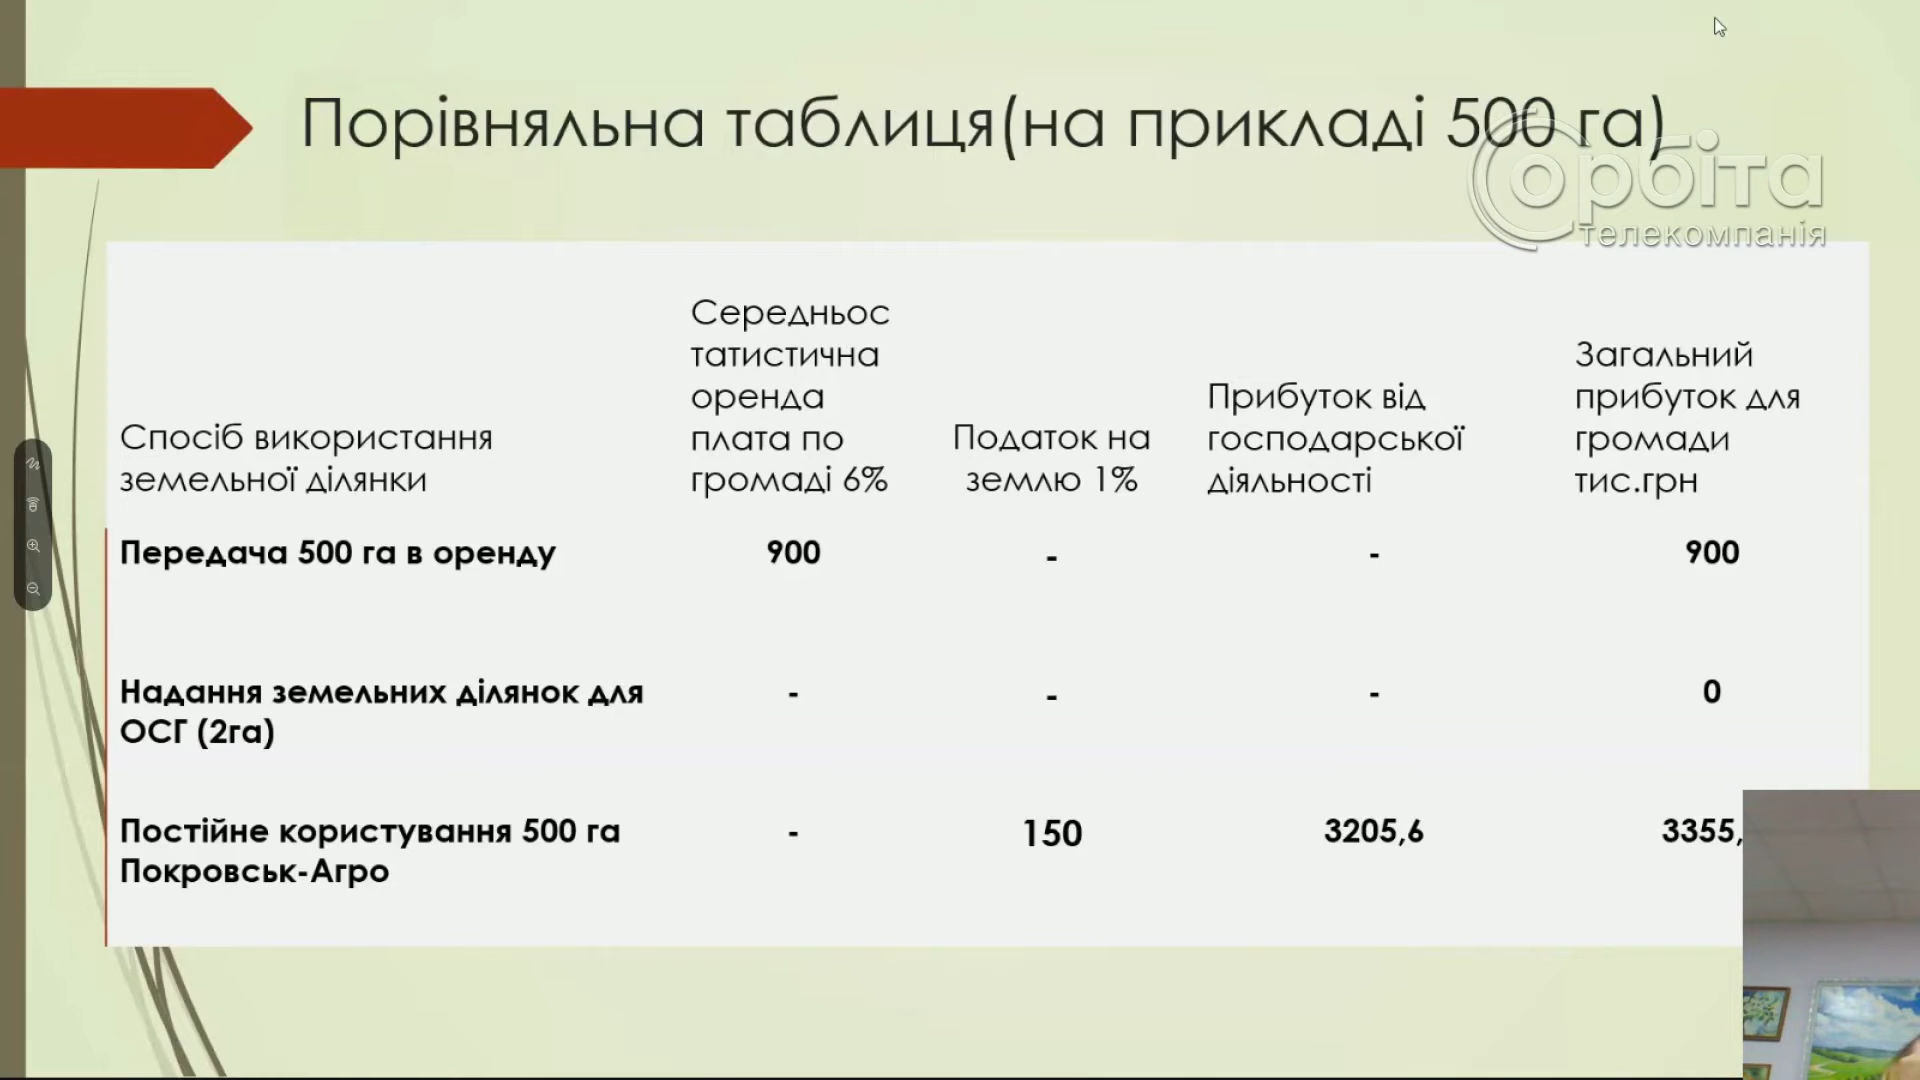 Порівняльна таблиця(на прикладі 500 га)
орбіта
телекомпанія
Спосіб використання
земельної ділянки
Середньос
татистична
оренда
плата по
громаді 6%
Податок на
землю 1%
Прибуток від
господарської
діяльності
Загальний
прибуток для
громади
тис.грн
Передача 500 га в оренду 900 - - 900
Надання земельних ділянок для
ОСГ (2га) - - - 0
Постійне користування 500 га
Покровськ-Агро - 150 3205,6 3355,